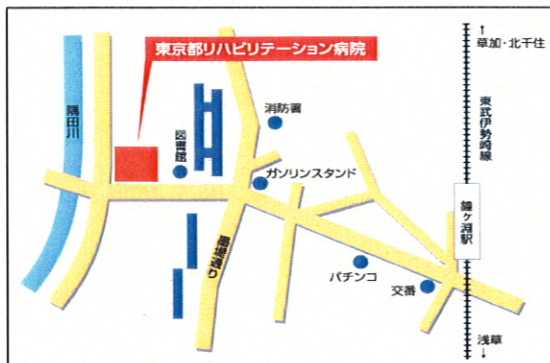 東京都リハビリテーション病院
↑
草加・北千住
東武伊勢崎線
隅田川
消防署
図書館
ガソリンスタンド
鐘ヶ淵駅
墨堤通り
パチンコ
交番
浅草
↓